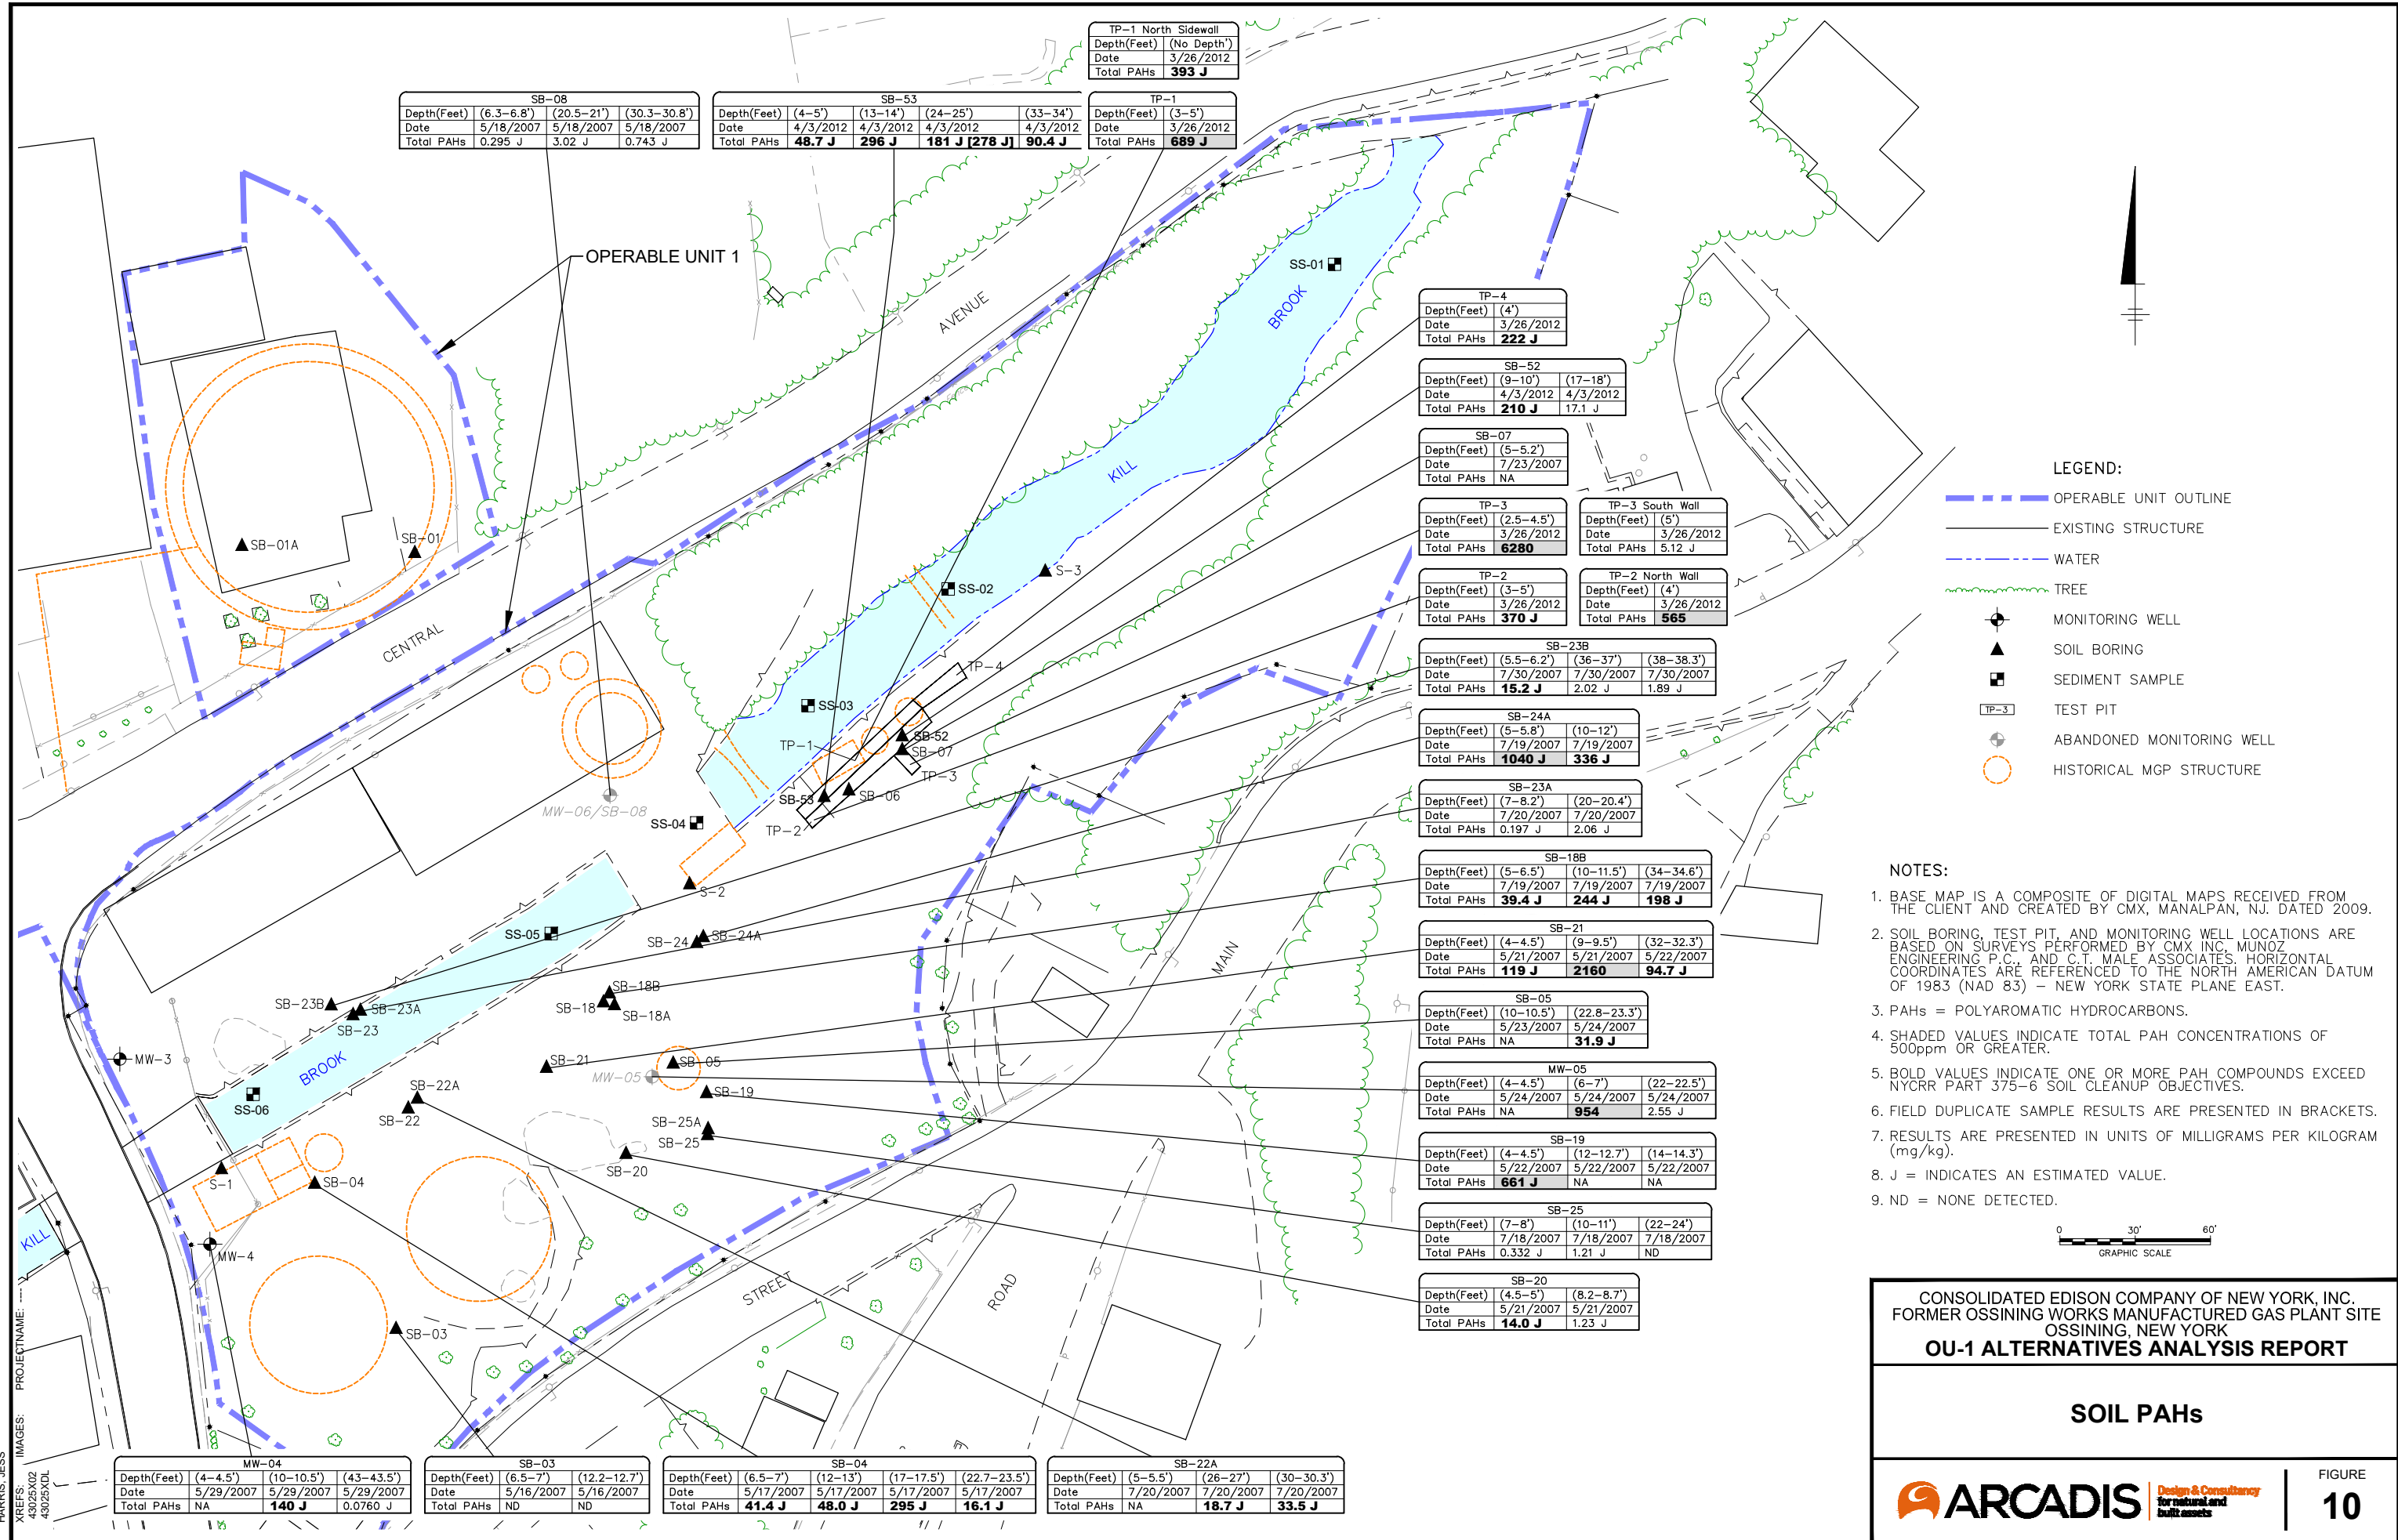 TP-1 North Sidewall
Depth(Feet) (No Depth')
Date 3/26/2012
Total PAHs 393 J
SB-08
Depth(Feet) (6.3-6.8') (20.5-21') (30.3-30.8')
Date 5/18/2007 5/18/2007 5/18/2007
Total PAHs 0.295 J 3.02 J 0.743 J
SB-53
Depth(Feet) (4-5') (13-14') (24-25') (33-34')
Date 4/3/2012 4/3/2012 4/3/2012 4/3/2012
Total PAHs 48.7 J 296 J 181 J [278 J] 90.4 J
TP-1
Depth(Feet) (3-5')
Date 3/26/2012
Total PAHs 689 J
OPERABLE UNIT 1
AVENUE
CENTRAL
BROOK
KILL
SS-01
SB-01A
SB-01
SS-02
S-3
SS-03
TP-4
TP-1
SB-52
SB-07
TP-3
SB-53
SB-06
TP-2
MW-06/SB-08
SS-04
S-2
SS-05
SB-24
SB-24A
SB-23B
SB-23A
SB-23
SB-18B
SB-18
SB-18A
MW-3
BROOK
SB-21
SB-05
MW-05
SB-19
SS-06
SB-22A
SB-22
SB-25A
SB-25
SB-20
S-1
SB-04
KILL
MW-4
SB-03
MAIN
STREET
ROAD
TP-4
Depth(Feet) (4')
Date 3/26/2012
Total PAHs 222 J
SB-52
Depth(Feet) (9-10') (17-18')
Date 4/3/2012 4/3/2012
Total PAHs 210 J 17.1 J
SB-07
Depth(Feet) (5-5.2')
Date 7/23/2007
Total PAHs NA
TP-3
Depth(Feet) (2.5-4.5')
Date 3/26/2012
Total PAHs 6280
TP-3 South Wall
Depth(Feet) (5')
Date 3/26/2012
Total PAHs 5.12 J
TP-2
Depth(Feet) (3-5')
Date 3/26/2012
Total PAHs 370 J
TP-2 North Wall
Depth(Feet) (4')
Date 3/26/2012
Total PAHs 565
SB-23B
Depth(Feet) (5.5-6.2') (36-37') (38-38.3')
Date 7/30/2007 7/30/2007 7/30/2007
Total PAHs 15.2 J 2.02 J 1.89 J
SB-24A
Depth(Feet) (5-5.8') (10-12')
Date 7/19/2007 7/19/2007
Total PAHs 1040 J 336 J
SB-23A
Depth(Feet) (7-8.2') (20-20.4')
Date 7/20/2007 7/20/2007
Total PAHs 0.197 J 2.06 J
SB-18B
Depth(Feet) (5-6.5') (10-11.5') (34-34.6')
Date 7/19/2007 7/19/2007 7/19/2007
Total PAHs 39.4 J 244 J 198 J
SB-21
Depth(Feet) (4-4.5') (9-9.5') (32-32.3')
Date 5/21/2007 5/21/2007 5/22/2007
Total PAHs 119 J 2160 94.7 J
SB-05
Depth(Feet) (10-10.5') (22.8-23.3')
Date 5/23/2007 5/24/2007
Total PAHs NA 31.9 J
MW-05
Depth(Feet) (4-4.5') (6-7') (22-22.5')
Date 5/24/2007 5/24/2007 5/24/2007
Total PAHs NA 954 2.55 J
SB-19
Depth(Feet) (4-4.5') (12-12.7') (14-14.3')
Date 5/22/2007 5/22/2007 5/22/2007
Total PAHs 661 J NA NA
SB-25
Depth(Feet) (7-8') (10-11') (22-24')
Date 7/18/2007 7/18/2007 7/18/2007
Total PAHs 0.332 J 1.21 J ND
SB-20
Depth(Feet) (4.5-5') (8.2-8.7')
Date 5/21/2007 5/21/2007
Total PAHs 14.0 J 1.23 J
MW-04
Depth(Feet) (4-4.5') (10-10.5') (43-43.5')
Date 5/29/2007 5/29/2007 5/29/2007
Total PAHs NA 140 J 0.0760 J
SB-03
Depth(Feet) (6.5-7') (12.2-12.7')
Date 5/16/2007 5/16/2007
Total PAHs ND ND
SB-04
Depth(Feet) (6.5-7') (12-13') (17-17.5') (22.7-23.5')
Date 5/17/2007 5/17/2007 5/17/2007 5/17/2007
Total PAHs 41.4 J 48.0 J 295 J 16.1 J
SB-22A
Depth(Feet) (5-5.5') (26-27') (30-30.3')
Date 7/20/2007 7/20/2007 7/20/2007
Total PAHs NA 18.7 J 33.5 J
LEGEND:
OPERABLE UNIT OUTLINE
EXISTING STRUCTURE
WATER
TREE
MONITORING WELL
SOIL BORING
SEDIMENT SAMPLE
TP-3 TEST PIT
ABANDONED MONITORING WELL
HISTORICAL MGP STRUCTURE
NOTES:
1. BASE MAP IS A COMPOSITE OF DIGITAL MAPS RECEIVED FROM
THE CLIENT AND CREATED BY CMX, MANALPAN, NJ. DATED 2009.
2. SOIL BORING, TEST PIT, AND MONITORING WELL LOCATIONS ARE
BASED ON SURVEYS PERFORMED BY CMX INC, MUNOZ
ENGINEERING P.C., AND C.T. MALE ASSOCIATES. HORIZONTAL
COORDINATES ARE REFERENCED TO THE NORTH AMERICAN DATUM
OF 1983 (NAD 83) - NEW YORK STATE PLANE EAST.
3. PAHs = POLYAROMATIC HYDROCARBONS.
4. SHADED VALUES INDICATE TOTAL PAH CONCENTRATIONS OF
500ppm OR GREATER.
5. BOLD VALUES INDICATE ONE OR MORE PAH COMPOUNDS EXCEED
NYCRR PART 375-6 SOIL CLEANUP OBJECTIVES.
6. FIELD DUPLICATE SAMPLE RESULTS ARE PRESENTED IN BRACKETS.
7. RESULTS ARE PRESENTED IN UNITS OF MILLIGRAMS PER KILOGRAM
(mg/kg).
8. J = INDICATES AN ESTIMATED VALUE.
9. ND = NONE DETECTED.
0 30' 60'
GRAPHIC SCALE
CONSOLIDATED EDISON COMPANY OF NEW YORK, INC.
FORMER OSSINING WORKS MANUFACTURED GAS PLANT SITE
OSSINING, NEW YORK
OU-1 ALTERNATIVES ANALYSIS REPORT
SOIL PAHs
ARCADIS
Design & Consultancy
for natural and
built assets
FIGURE
10
XREFS: IMAGES: PROJECTNAME: ----
43025X02
43025XDL